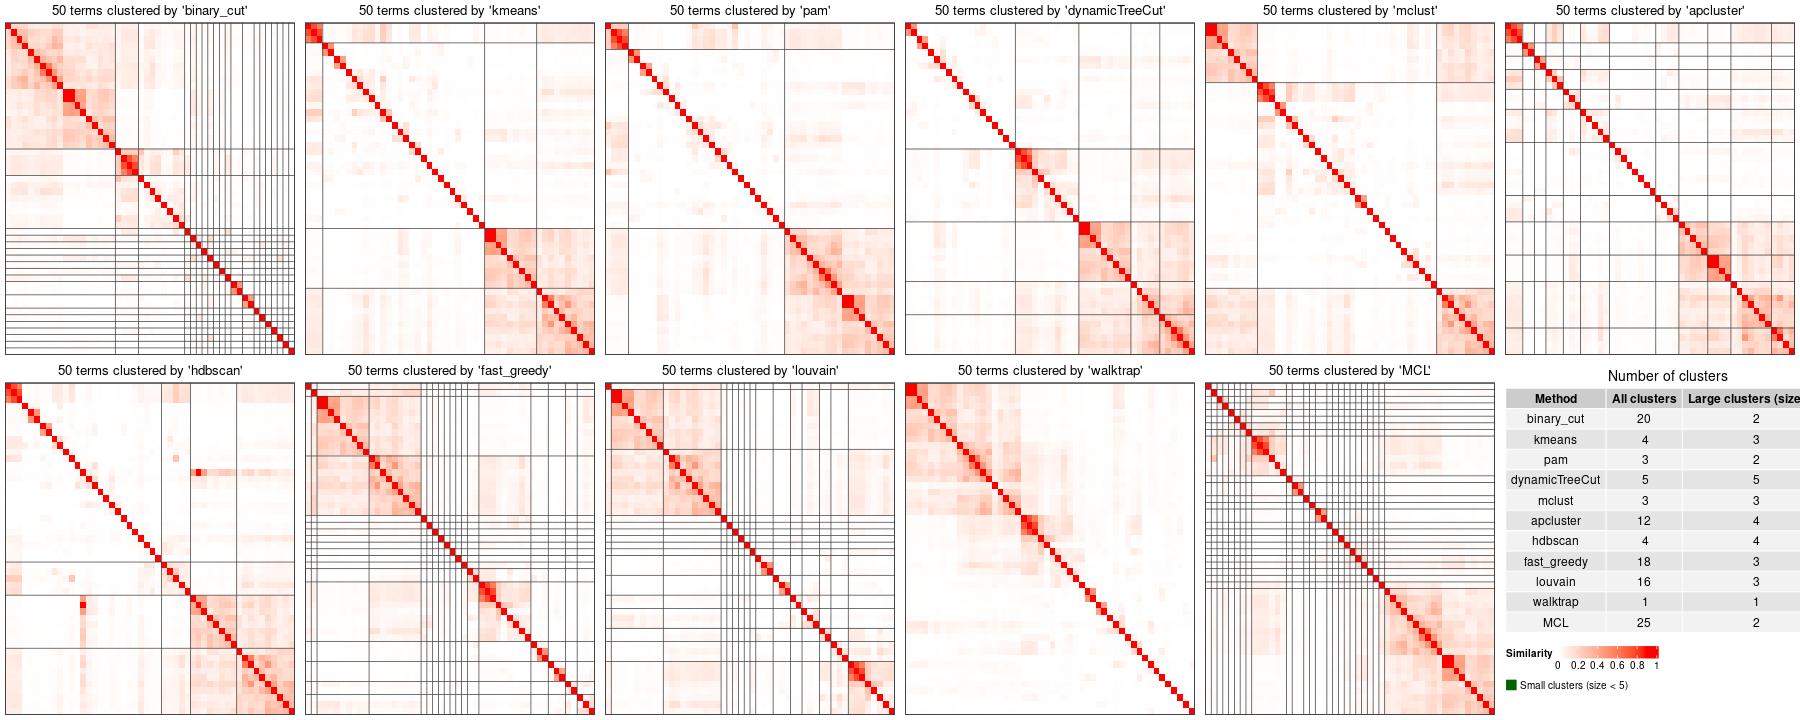 50 terms clustered by 'binary_cut'
50 terms clustered by 'kmeans'
50 terms clustered by 'pam'
50 terms clustered by 'dynamicTreeCut'
50 terms clustered by 'mclust'
50 terms clustered by 'apcluster'
50 terms clustered by 'hdbscan'
50 terms clustered by 'fast_greedy'
50 terms clustered by 'louvain'
50 terms clustered by 'walktrap'
50 terms clustered by 'MCL'
Number of clusters
Method All clusters Large clusters (size
binary_cut 20 2
kmeans 4 3
pam 3 2
dynamicTreeCut 5 5
mclust 3 3
apcluster 12 4
hdbscan 4 4
fast_greedy 18 3
louvain 16 3
walktrap 1 1
MCL 25 2
Similarity
0 0.2 0.4 0.6 0.8 1
Small clusters (size < 5)